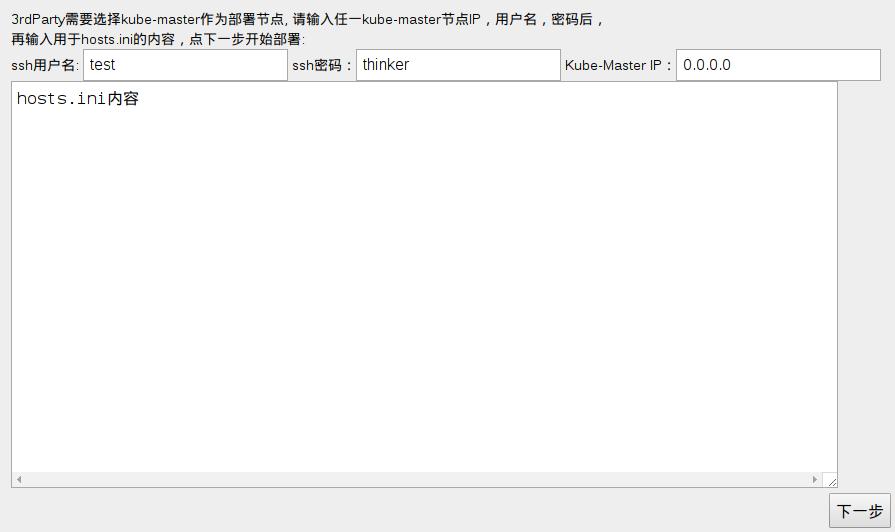 3rdParty需要选择kube-master作为部署节点, 请输入任一kube-master节点IP，用户名，密码后，
再输入用于hosts.ini的内容，点下一步开始部署:
ssh用户名: test ssh密码： thinker Kube-Master IP： 0.0.0.0
hosts.ini内容
下一步